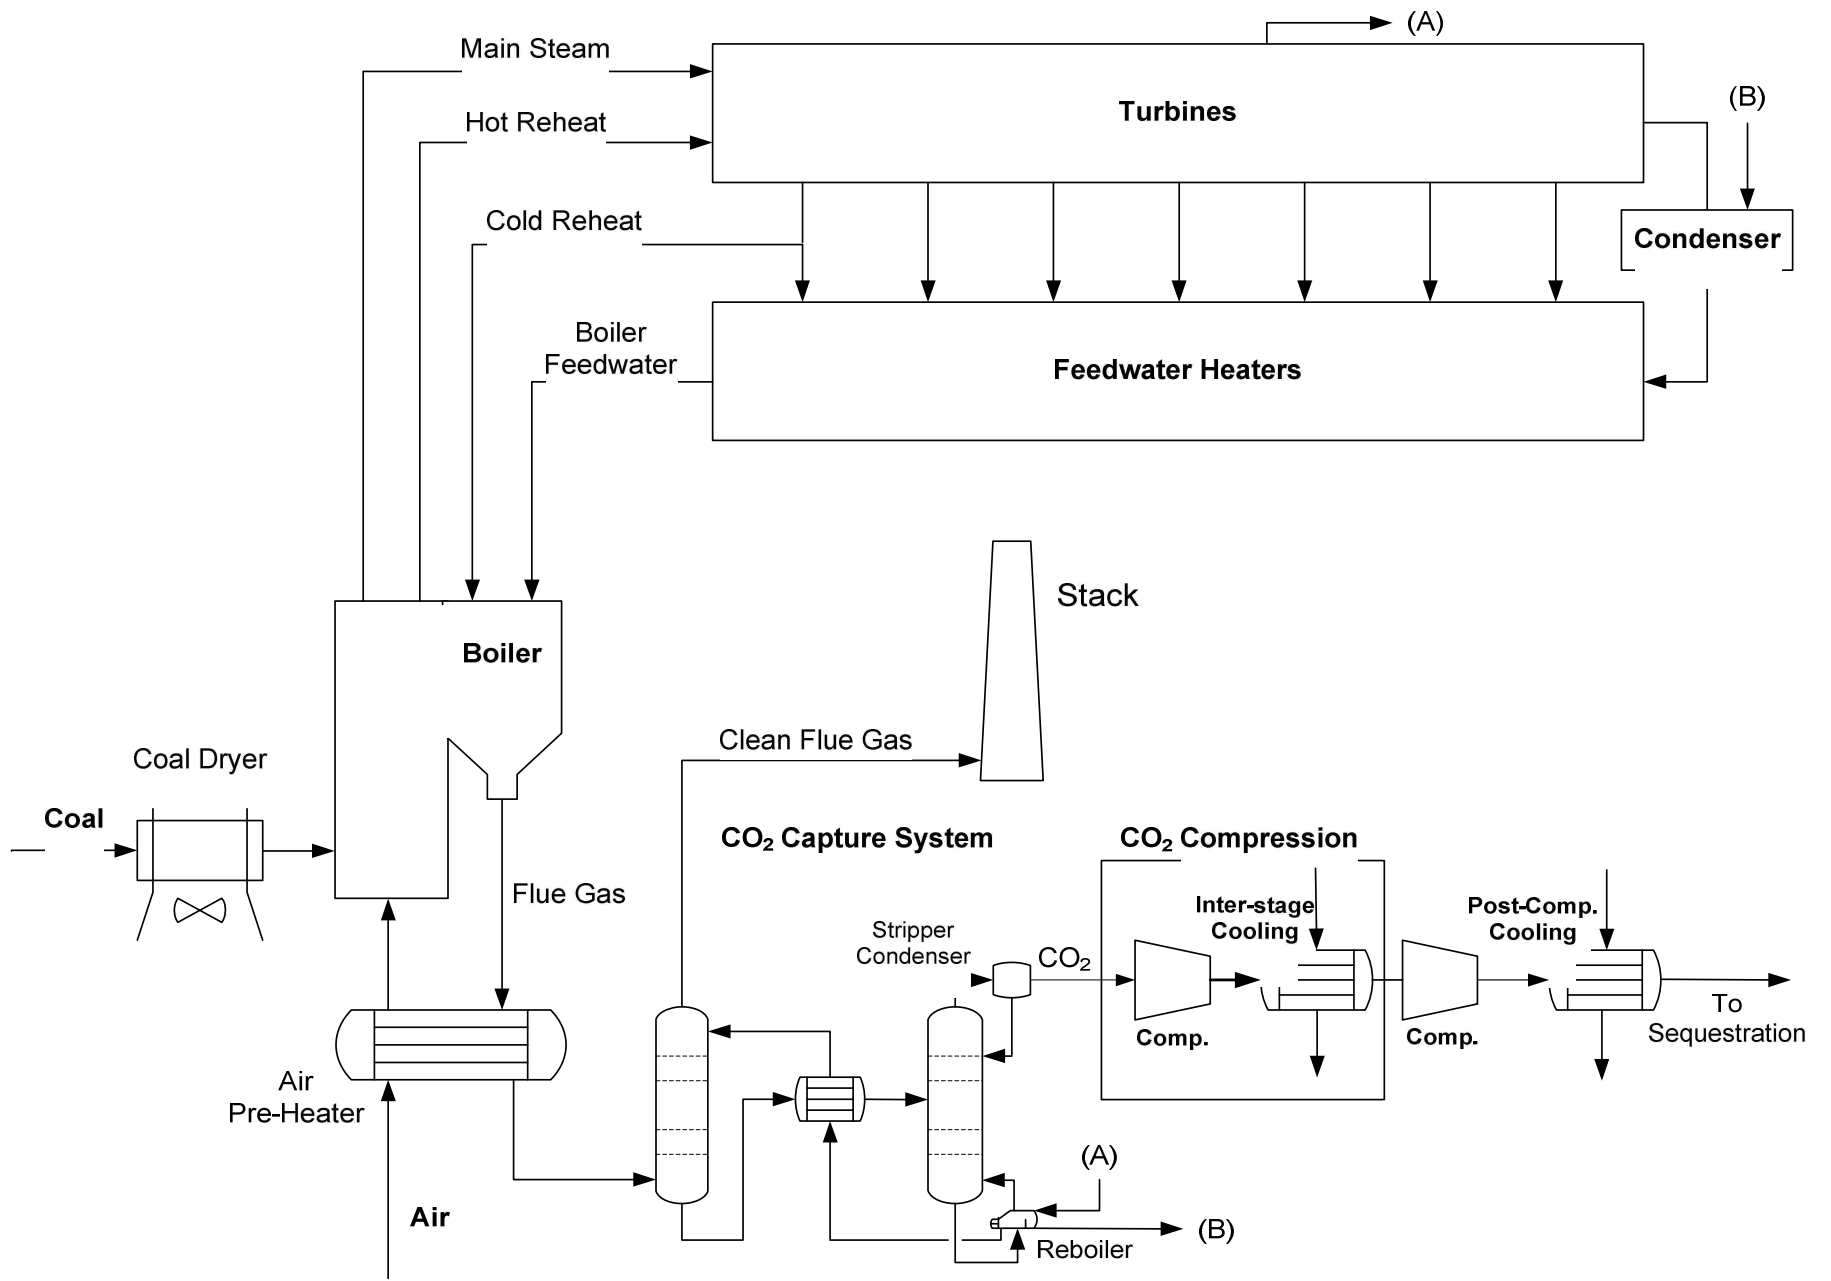 (A)
Main Steam
Turbines
(B)
Hot Reheat
Cold Reheat
Condenser
Boiler
Feedwater
Feedwater Heaters
Stack
Boiler
Clean Flue Gas
Coal Dryer
Coal
CO₂ Capture System
CO₂ Compression
Flue Gas
Inter-stage
Cooling
Post-Comp.
Cooling
Stripper
Condenser
CO₂
Comp.
Comp.
To
Sequestration
Air
Pre-Heater
(A)
Air
(B)
Reboiler